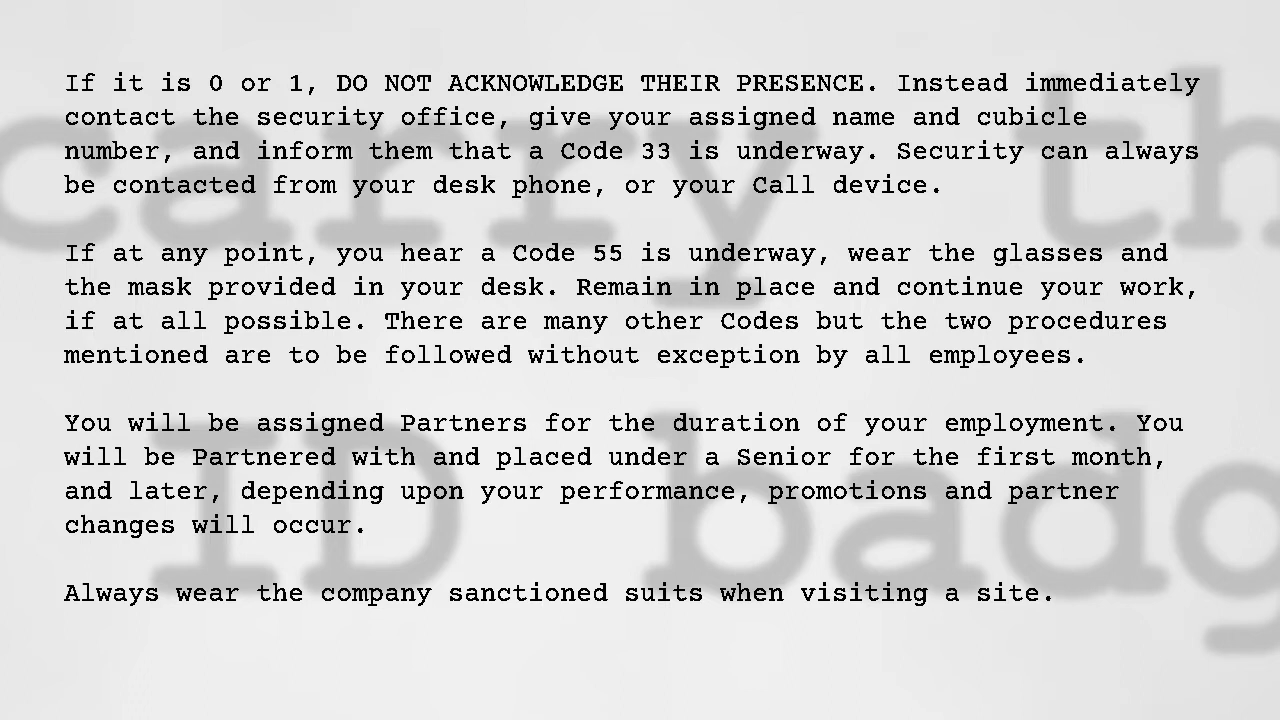 If it is 0 or 1, DO NOT ACKNOWLEDGE THEIR PRESENCE. Instead immediately
contact the security office, give your assigned name and cubicle
number, and inform them that a Code 33 is underway. Security can always
be contacted from your desk phone, or your Call device.
If at any point, you hear a Code 55 is underway, wear the glasses and
the mask provided in your desk. Remain in place and continue your work,
if at all possible. There are many other Codes but the two procedures
mentioned are to be followed without exception by all employees.
You will be assigned Partners for the duration of your employment. You
will be Partnered with and placed under a Senior for the first month,
and later, depending upon your performance, promotions and partner
changes will occur.
Always wear the company sanctioned suits when visiting a site.
carry th
ID badg